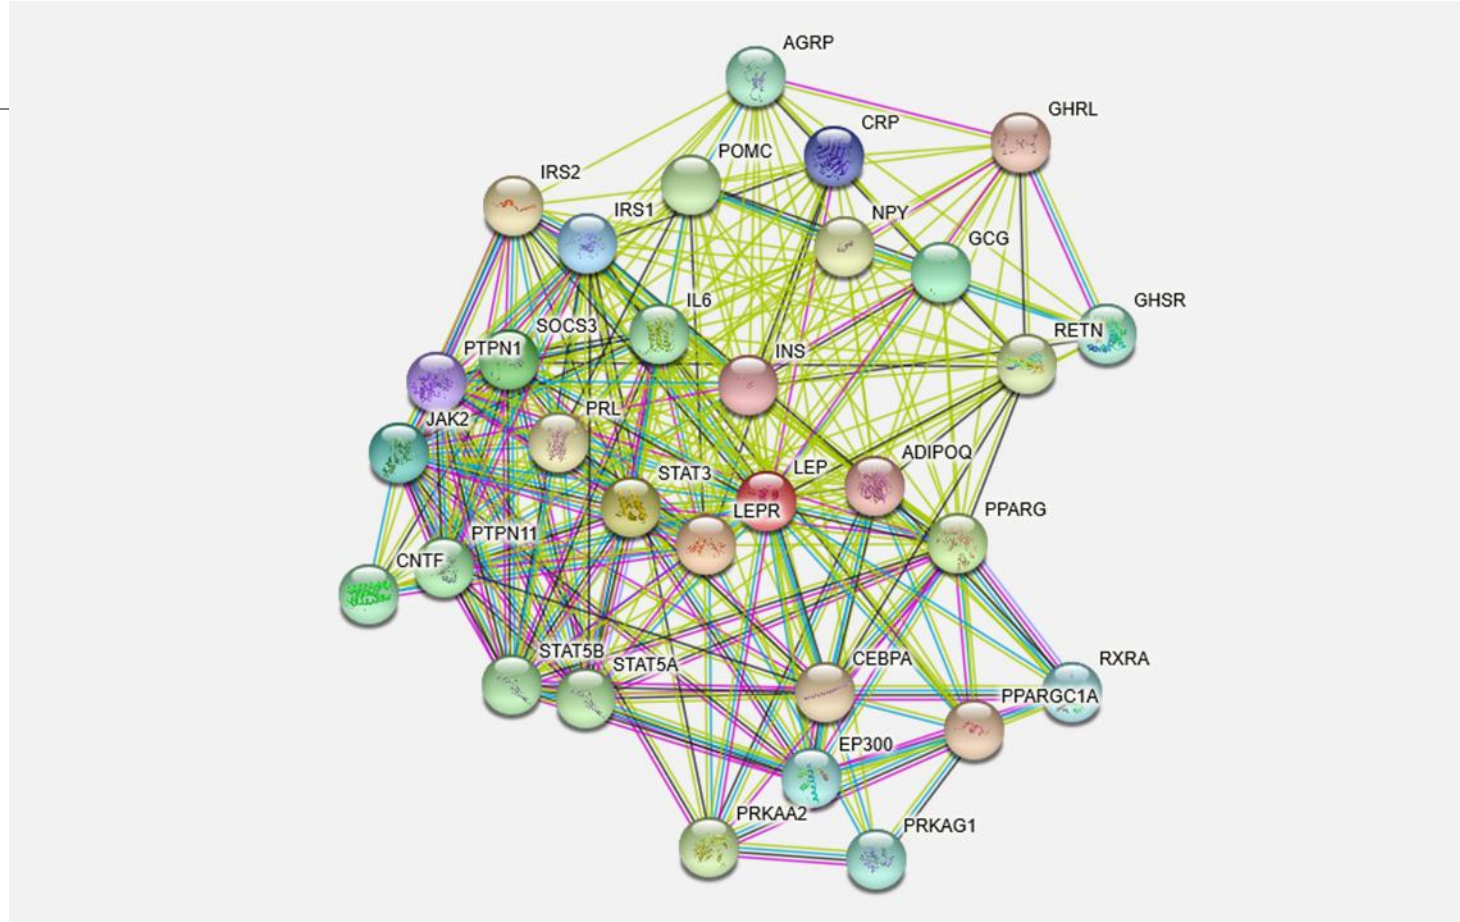 AGRP
GHRL
CRP
POMC
IRS2
IRS1
NPY
GCG
IL6
GHSR
SOCS3
RETN
PTPN1
INS
PRL
JAK2
ADIPOQ
LEP
STAT3
LEPR
PPARG
PTPN11
CNTF
STAT5B
STAT5A
CEBPA
RXRA
PPARGC1A
EP300
PRKAA2
PRKAG1